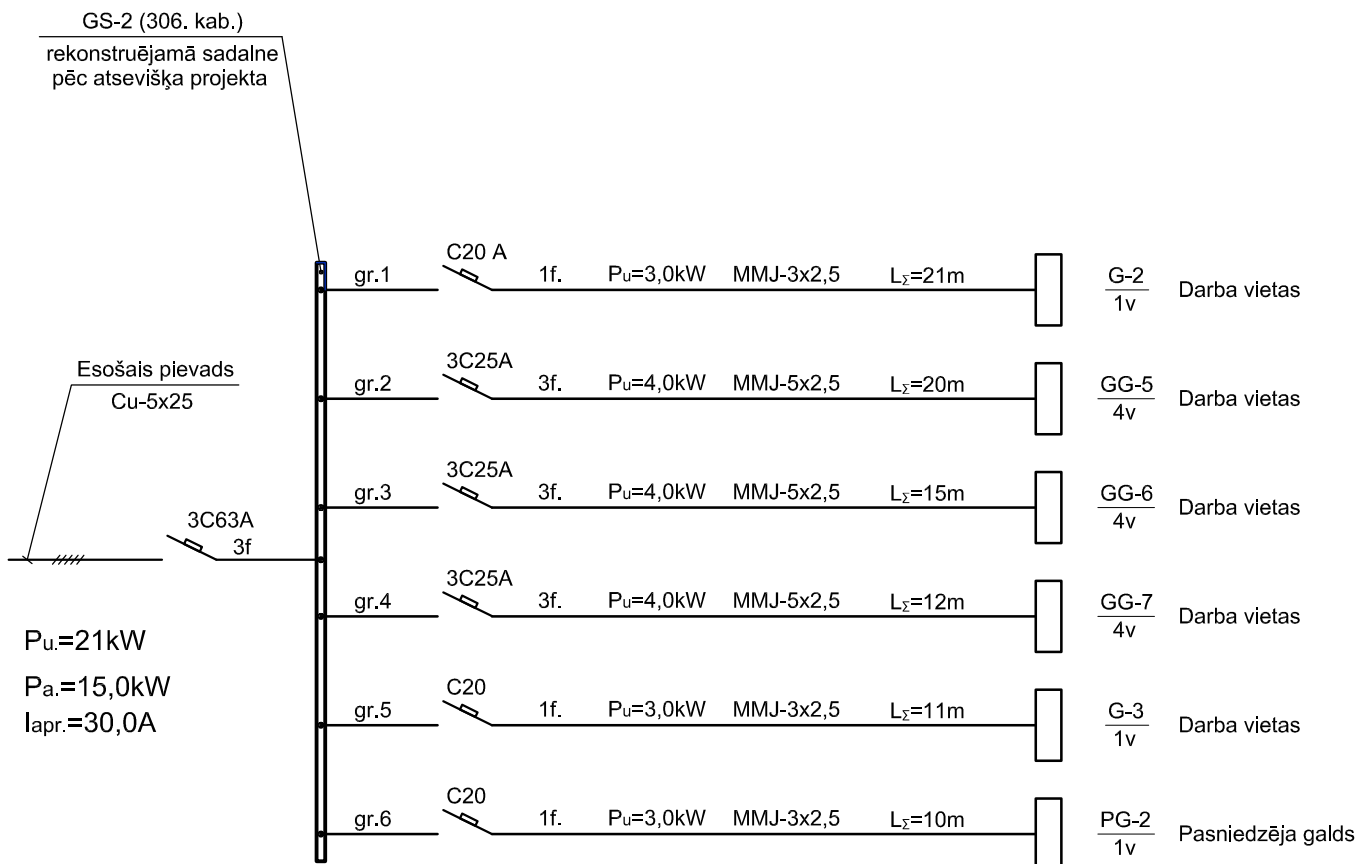 GS-2 (306. kab.)
rekonstruējamā sadalne
pēc atsevišķa projekta
gr.1 C20 A 1f. Pu=3,0kW MMJ-3x2,5 LΣ=21m G-2 1v Darba vietas
gr.2 3C25A 3f. Pu=4,0kW MMJ-5x2,5 LΣ=20m GG-5 4v Darba vietas
Esošais pievads
Cu-5x25
gr.3 3C25A 3f. Pu=4,0kW MMJ-5x2,5 LΣ=15m GG-6 4v Darba vietas
3C63A
3f
gr.4 3C25A 3f. Pu=4,0kW MMJ-5x2,5 LΣ=12m GG-7 4v Darba vietas
Pu.=21kW
Pa.=15,0kW
Iapr.=30,0A
gr.5 C20 1f. Pu=3,0kW MMJ-3x2,5 LΣ=11m G-3 1v Darba vietas
gr.6 C20 1f. Pu=3,0kW MMJ-3x2,5 LΣ=10m PG-2 1v Pasniedzēja galds